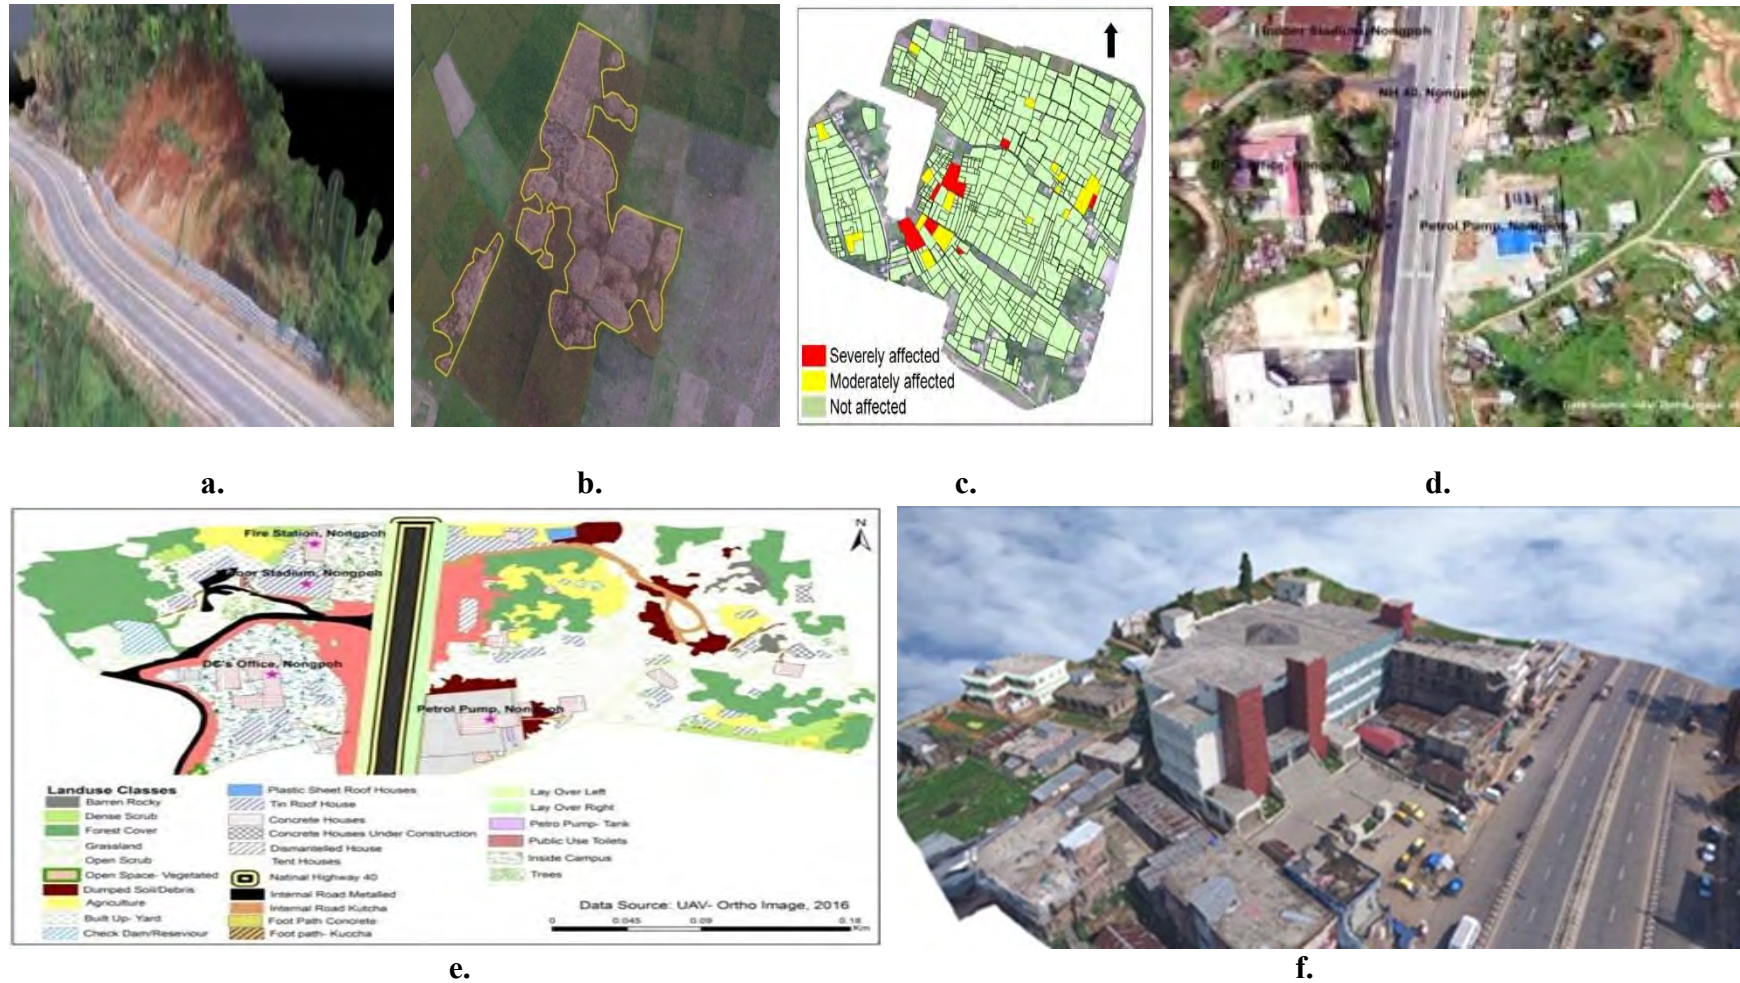 Severely affected
Moderately affected
Not affected
Indoor Stadium, Nongpoh
NH 40, Nongpoh
Petrol Pump, Nongpoh
a.
b.
c.
d.
N
Fire Station, Nongpoh
door Stadium, Nongpoh
DC's Office, Nongpoh
Petrol Pump, Nongpoh
Landuse Classes
Barren Rocky
Dense Scrub
Forest Cover
Grassland
Open Scrub
Open Space- Vegetated
Dumped Soil/Debris
Agriculture
Built Up- Yard
Check Dam/Reseviour
Plastic Sheet Roof Houses
Tin Roof House
Concrete Houses
Concrete Houses Under Construction
Dismantelled House
Tent Houses
Natinal Highway 40
Internal Road Metalled
Internal Road Kutcha
Foot Path Concrete
Foot path- Kuccha
Lay Over Left
Lay Over Right
Petro Pump- Tank
Public Use Toilets
Inside Campus
Trees
Data Source: UAV- Ortho Image, 2016
0 0.045 0.09 0.18
Km
e.
f.